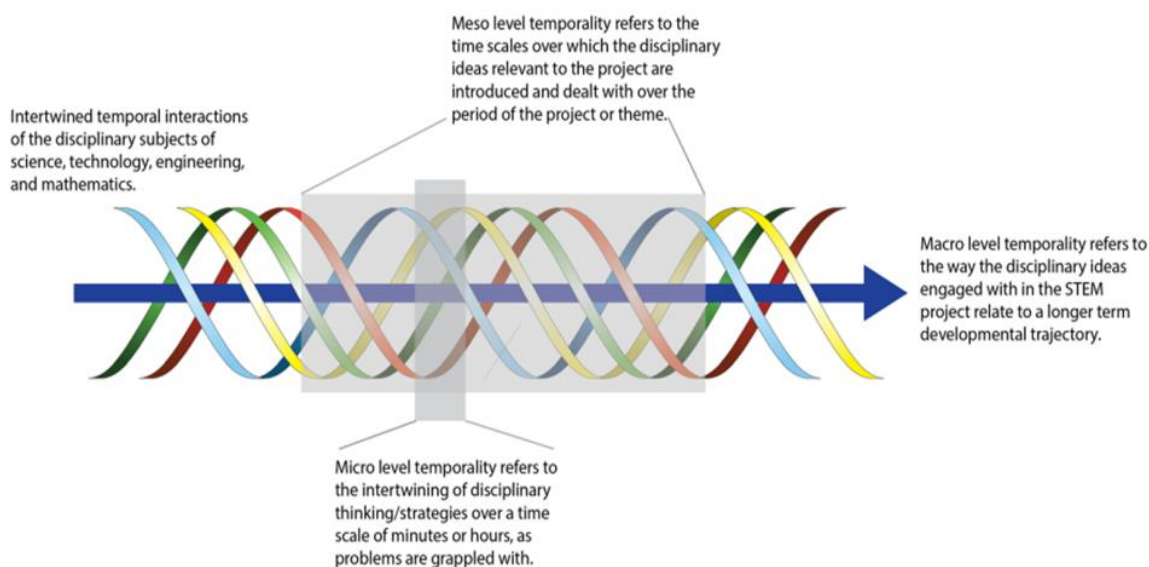 Meso level temporality refers to the
time scales over which the disciplinary
ideas relevant to the project are
introduced and dealt with over the
period of the project or theme.
Intertwined temporal interactions
of the disciplinary subjects of
science, technology, engineering,
and mathematics.
Macro level temporality refers to
the way the disciplinary ideas
engaged with in the STEM
project relate to a longer term
developmental trajectory.
Micro level temporality refers to
the intertwining of disciplinary
thinking/strategies over a time
scale of minutes or hours, as
problems are grappled with.